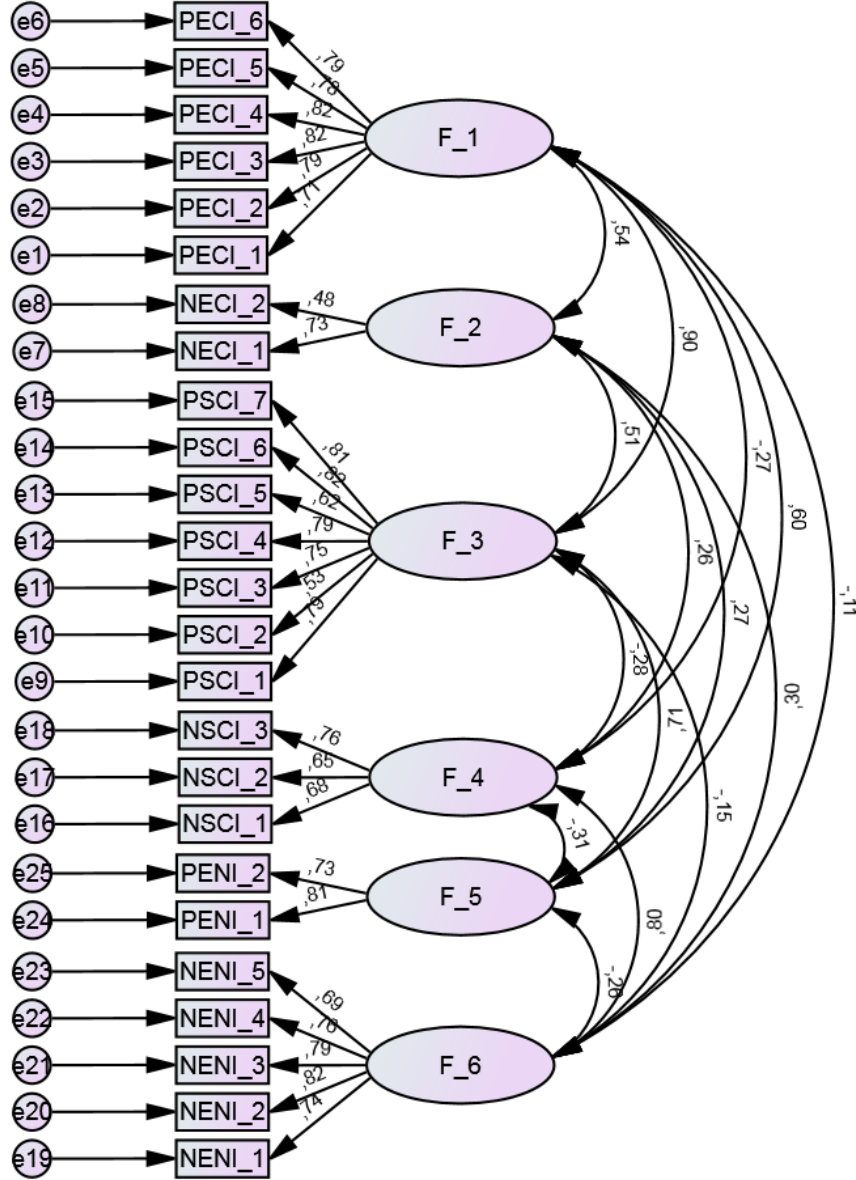 e6 PECI_6
,79
e5 PECI_5
,78
e4 PECI_4
,82
F_1
e3 PECI_3
,82
e2 PECI_2
,79
e1 PECI_1
,71
,54
e8 NECI_2
,48
F_2
e7 NECI_1
,73
,90
e15 PSCI_7
,81
,51
e14 PSCI_6
,82
-,27
e13 PSCI_5
,62
,60
e12 PSCI_4
,79
F_3
e11 PSCI_3
,75
,26
e10 PSCI_2
,53
,27
-,11
e9 PSCI_1
,79
-,28
,30
,71
e18 NSCI_3
,76
e17 NSCI_2
,65
F_4
e16 NSCI_1
,68
-,15
-,31
e25 PENI_2
,73
F_5
e24 PENI_1
,81
,80
e23 NENI_5
,69
-,26
e22 NENI_4
,76
e21 NENI_3
,79
F_6
e20 NENI_2
,82
e19 NENI_1
,74